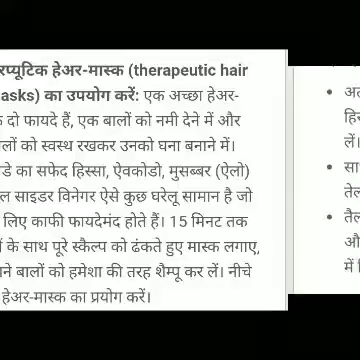 रप्यूटिक हेअर-मास्क (therapeutic hair
asks) का उपयोग करें: एक अच्छा हेअर-
दो फायदे हैं, एक बालों को नमी देने में और
लों को स्वस्थ रखकर उनको घना बनाने में।
डे का सफेद हिस्सा, ऐवकोडो, मुसब्बर (ऐलो)
ल साइडर विनेगर ऐसे कुछ घरेलू सामान है जो
लिए काफी फायदेमंद होते हैं। 15 मिनट तक
के साथ पूरे स्कैल्प को ढंकते हुए मास्क लगाए,
ने बालों को हमेशा की तरह शैम्पू कर लें। नीचे
हेअर-मास्क का प्रयोग करें।
लें।
सा
तेल
तैल
औ
में